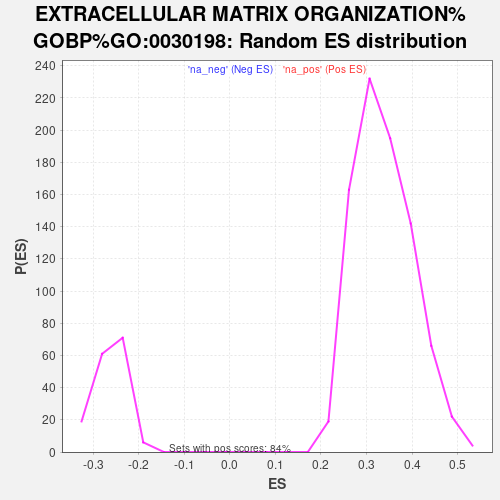 EXTRACELLULAR MATRIX ORGANIZATION%
GOBP%GO:0030198: Random ES distribution
'na_neg' (Neg ES) 'na_pos' (Pos ES)
240
220
200
180
160
140
120
100
80
60
40
20
0
P(ES)
Sets with pos scores: 84%
-0.3 -0.2 -0.1 0.0 0.1 0.2 0.3 0.4 0.5
ES